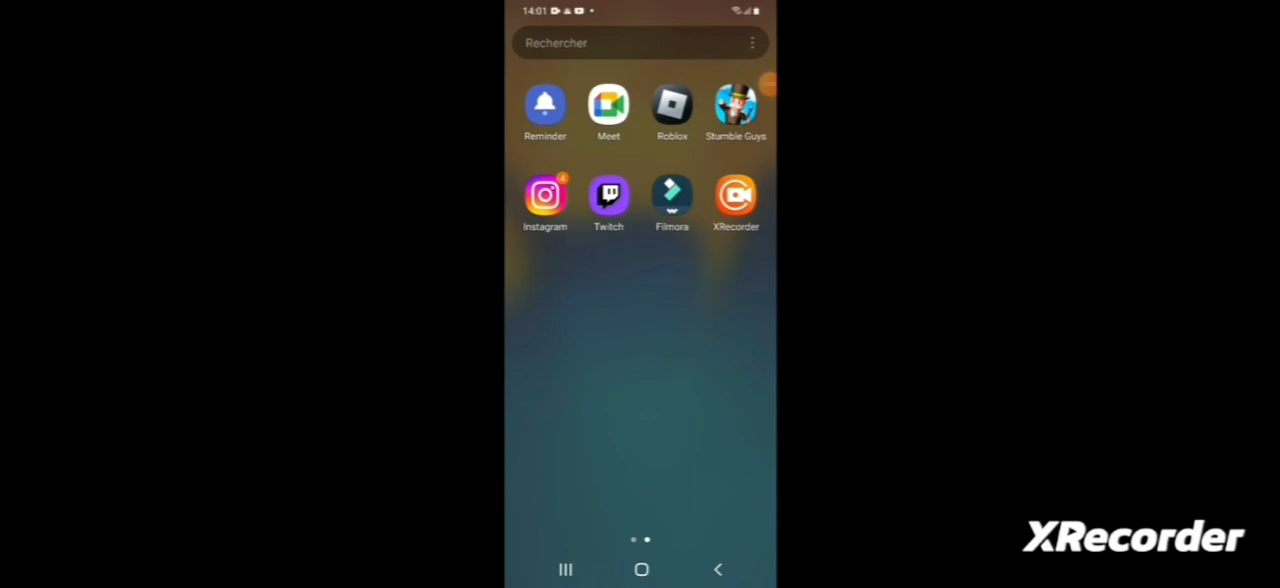 14:01
Rechercher
Reminder Meet Roblox Stumble Guys
4
Instagram Twitch Filmora XRecorder
XRecorder